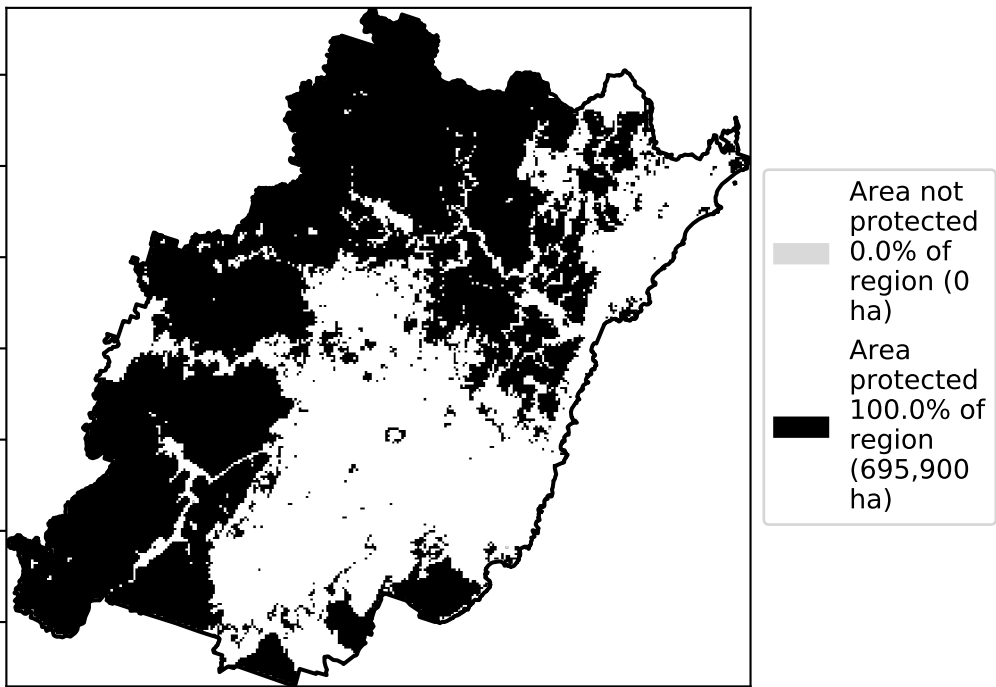 Area not
protected
0.0% of
region (0
ha)
Area
protected
100.0% of
region
(695,900
ha)